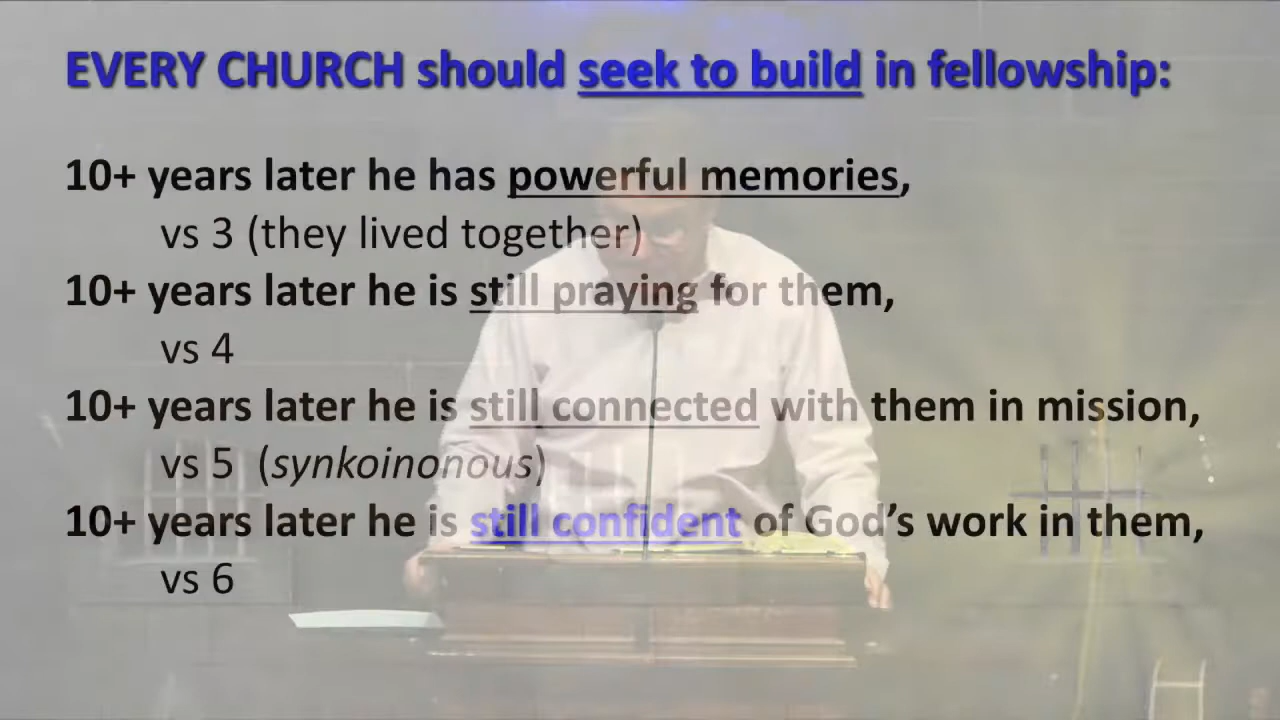 EVERY CHURCH should seek to build in fellowship:
10+ years later he has powerful memories,
vs 3 (they lived together)
10+ years later he is still praying for them,
vs 4
10+ years later he is still connected with them in mission,
vs 5 (synkoinonous)
10+ years later he is still confident of God’s work in them,
vs 6